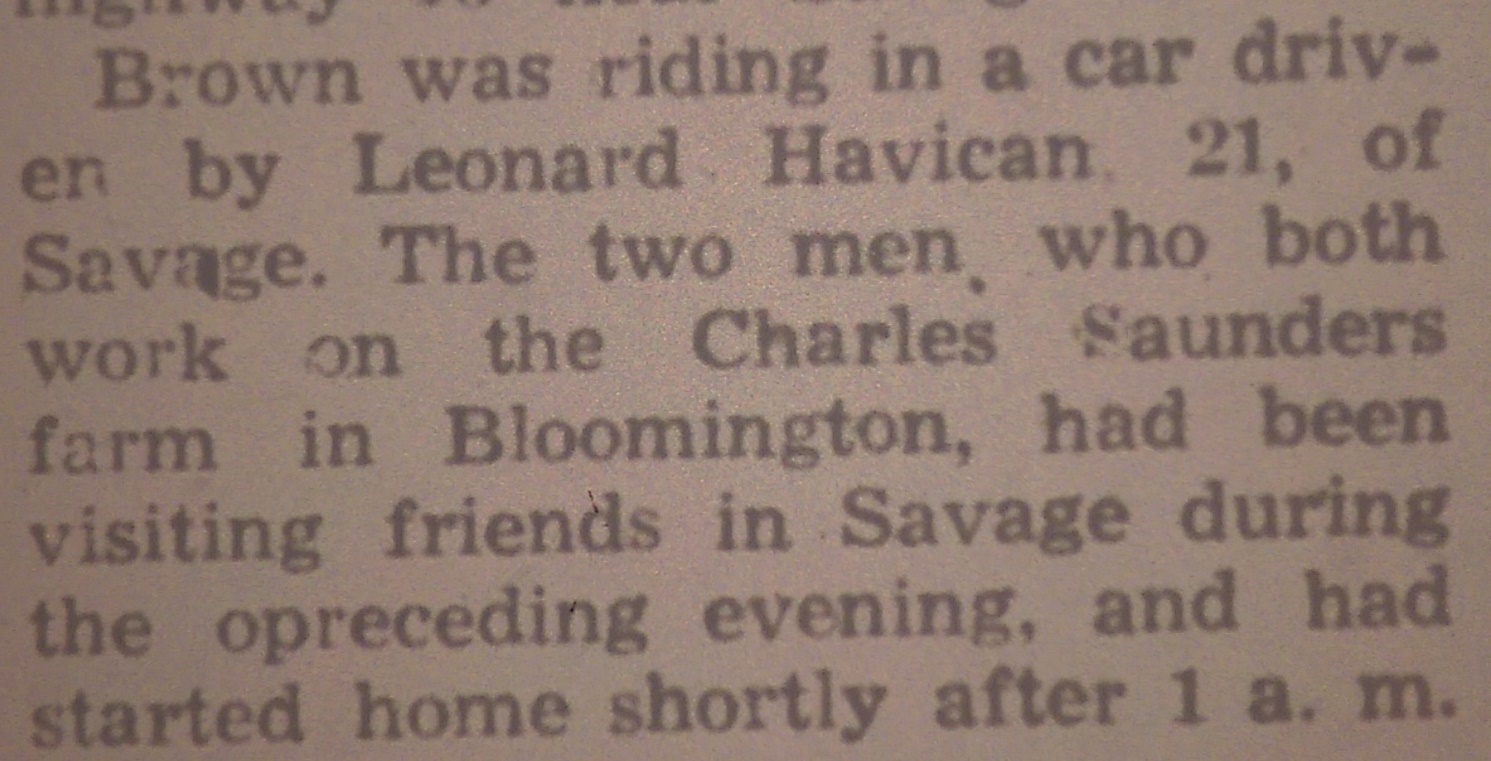 Brown was riding in a car driv-
en by Leonard Havican, 21, of
Savage. The two men, who both
work on the Charles Saunders
farm in Bloomington, had been
visiting friends in Savage during
the opreceding evening, and had
started home shortly after 1 a. m.